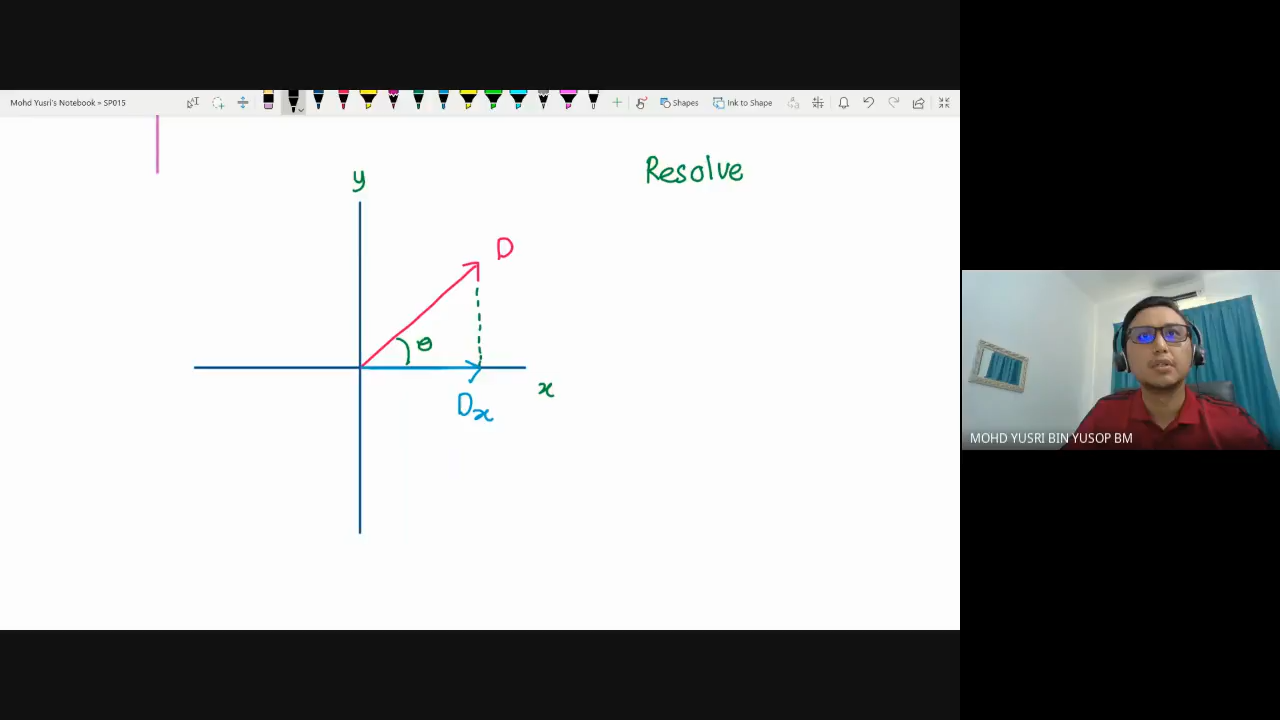 Mohd Yusri's Notebook » SP015
Shapes
Ink to Shape
Resolve
y
D
θ
x
Dx
MOHD YUSRI BIN YUSOP BM